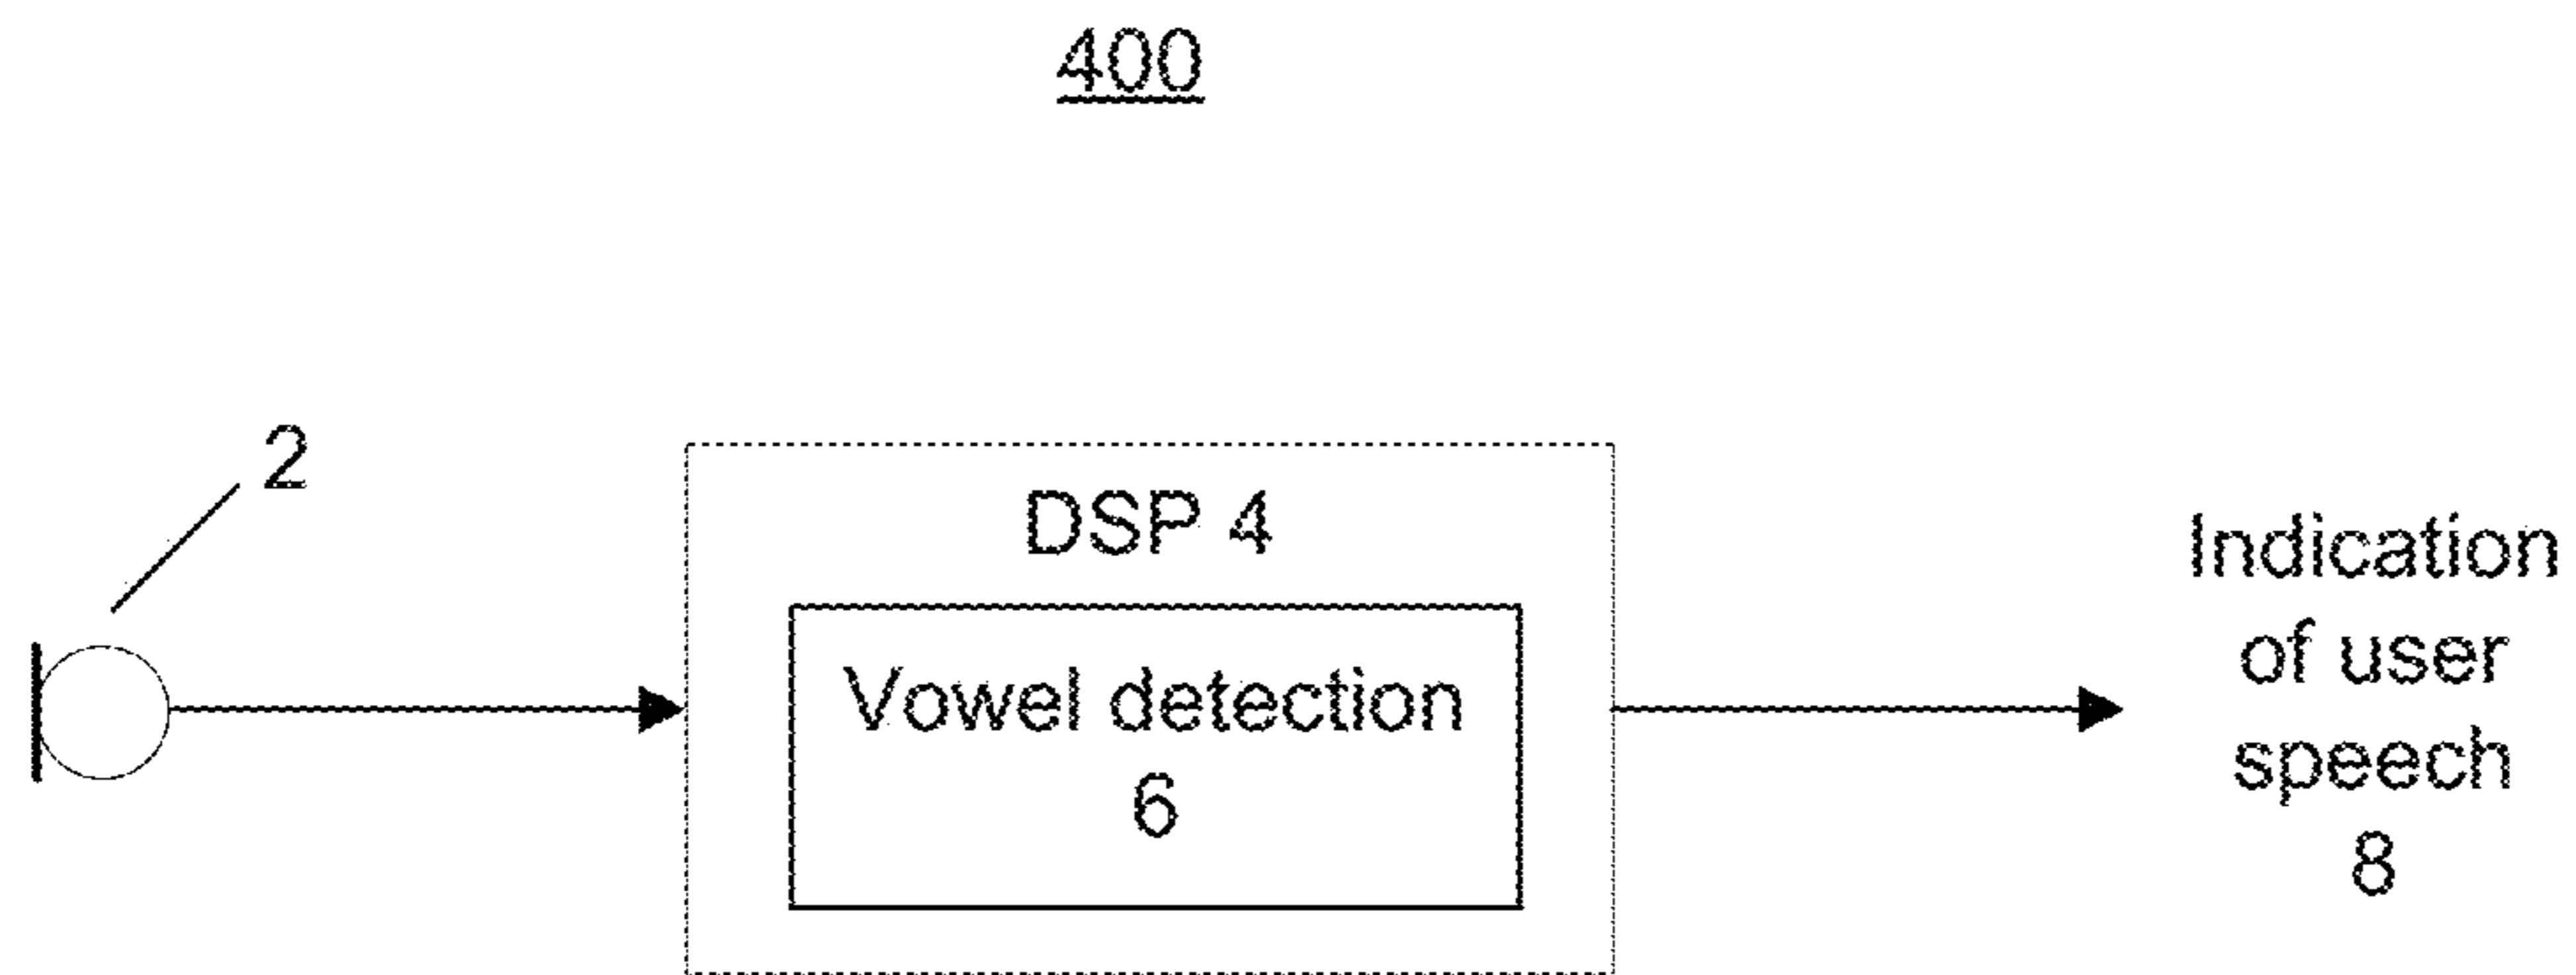 400
2
DSP 4
Vowel detection
6
Indication
of user
speech
8